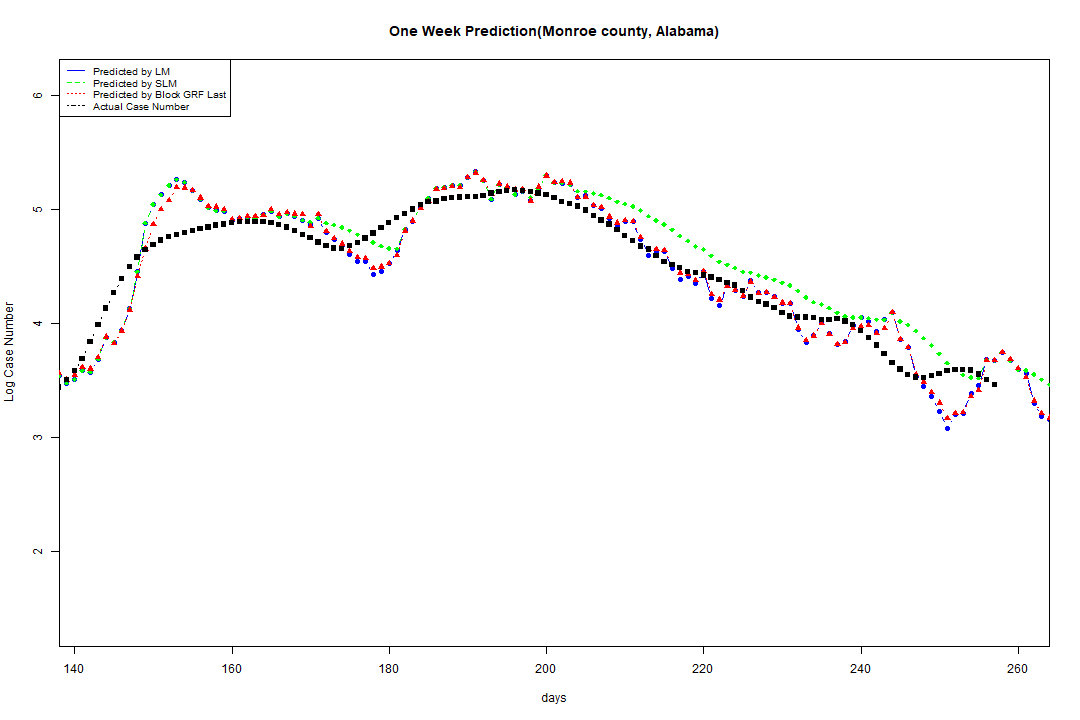 One Week Prediction(Monroe county, Alabama)
Predicted by LM
Predicted by SLM
Predicted by Block GRF Last
Actual Case Number
Log Case Number
6
5
4
3
2
140 160 180 200 220 240 260
days